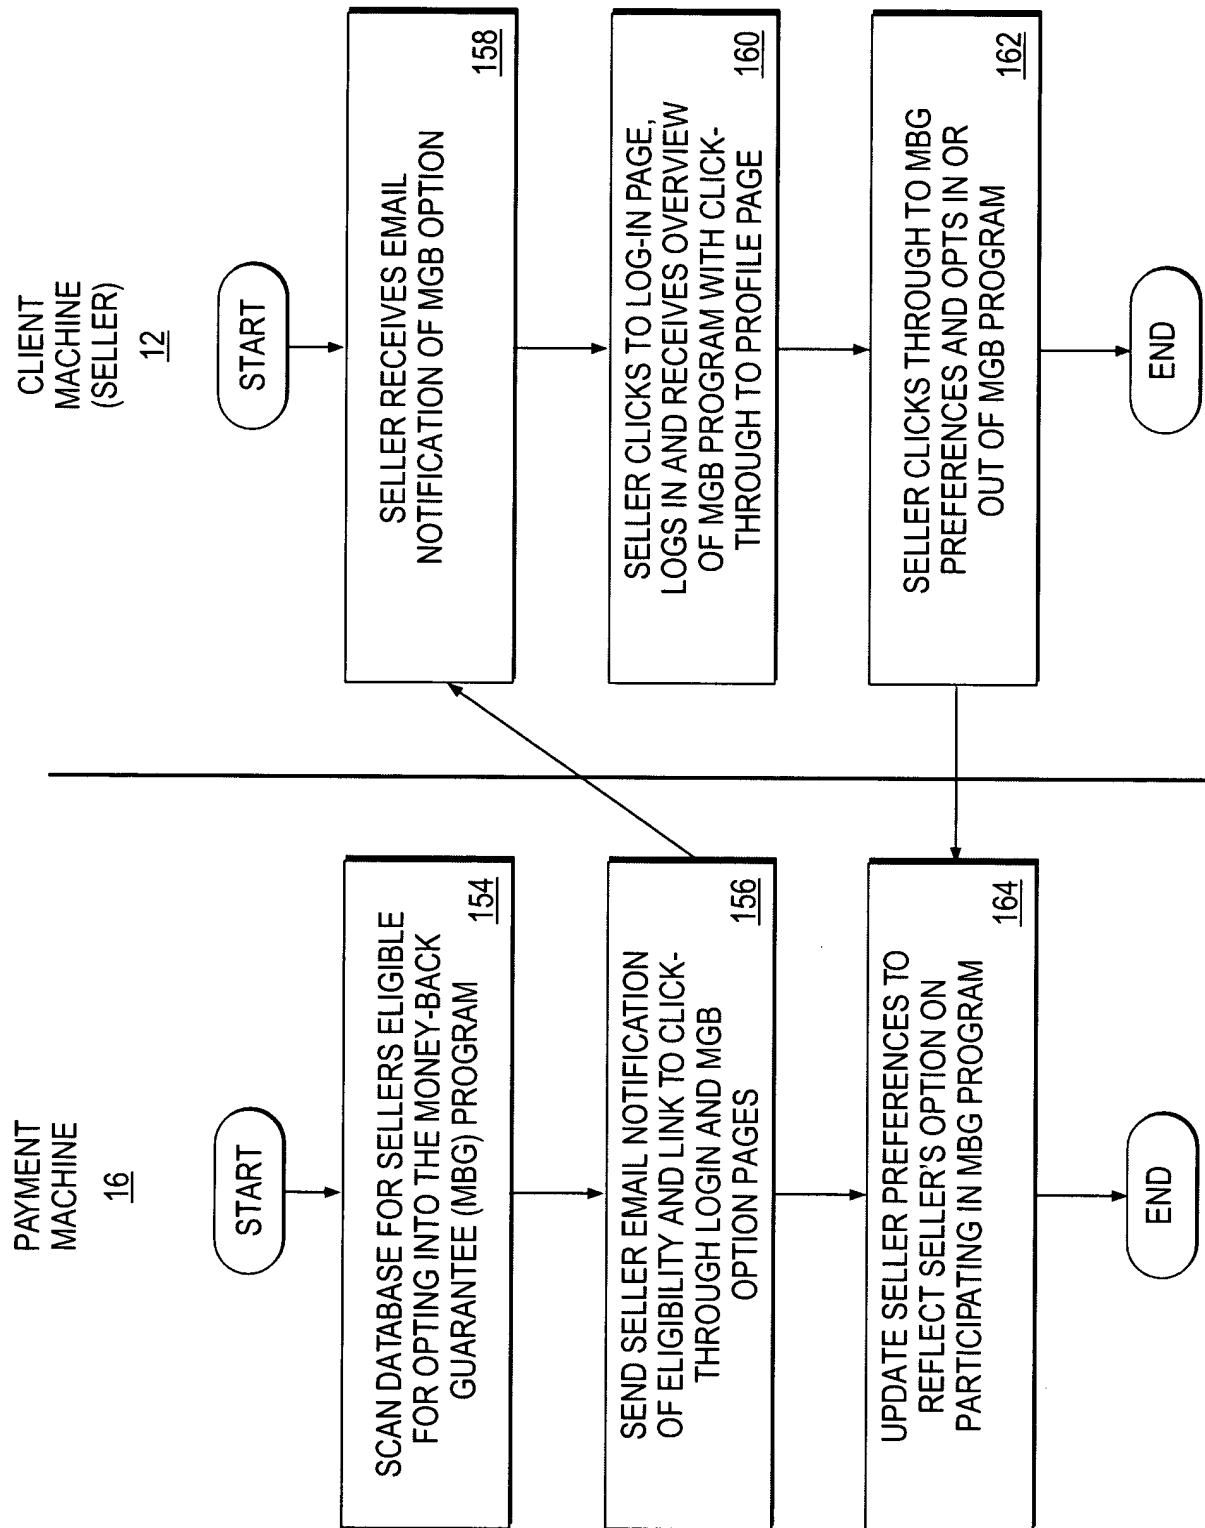 PAYMENT
MACHINE
16
START
SCAN DATABASE FOR SELLERS ELIGIBLE
FOR OPTING INTO THE MONEY-BACK
GUARANTEE (MBG) PROGRAM
154
SEND SELLER EMAIL NOTIFICATION
OF ELIGIBILITY AND LINK TO CLICK-
THROUGH LOGIN AND MGB
OPTION PAGES
156
UPDATE SELLER PREFERENCES TO
REFLECT SELLER'S OPTION ON
PARTICIPATING IN MBG PROGRAM
164
END
CLIENT
MACHINE
(SELLER)
12
START
SELLER RECEIVES EMAIL
NOTIFICATION OF MGB OPTION
158
SELLER CLICKS TO LOG-IN PAGE,
LOGS IN AND RECEIVES OVERVIEW
OF MGB PROGRAM WITH CLICK-
THROUGH TO PROFILE PAGE
160
SELLER CLICKS THROUGH TO MBG
PREFERENCES AND OPTS IN OR
OUT OF MGB PROGRAM
162
END